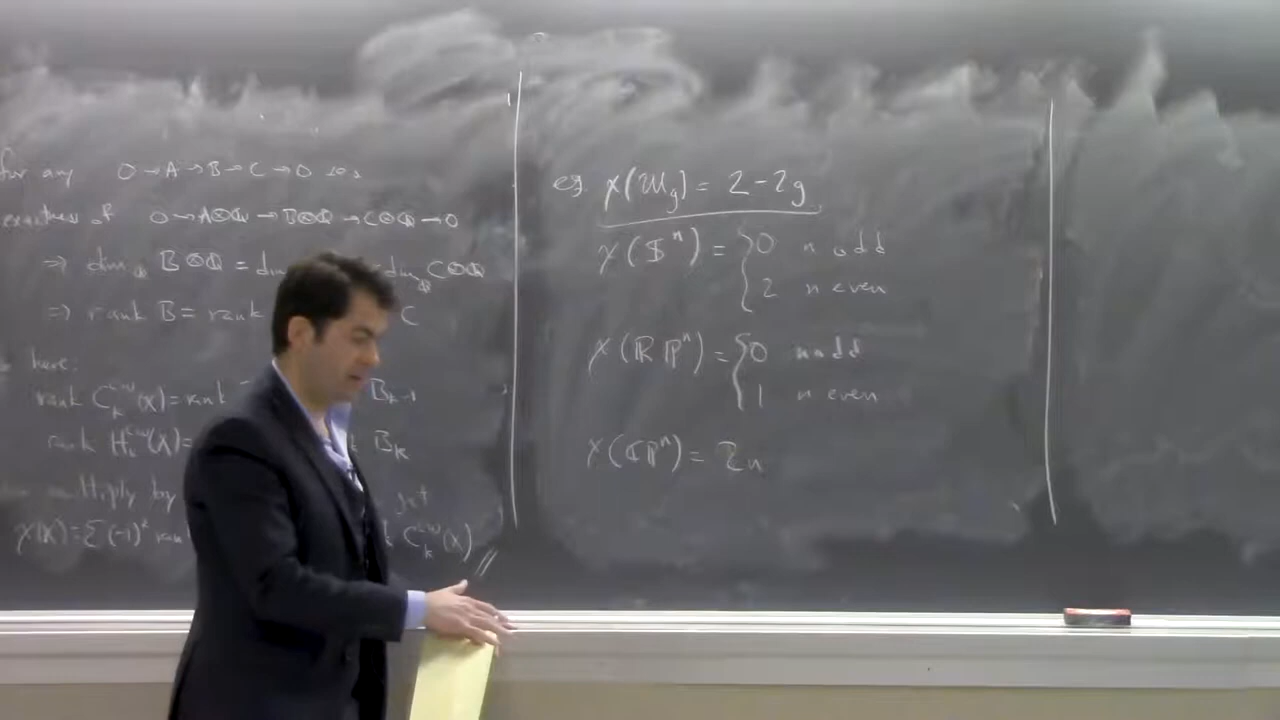 for any 0→A→B→C→0 ses
exactness of 0→A⊗ℚ→B⊗ℚ→C⊗ℚ→0
⇒ dim_ℚ B⊗ℚ = dim dim_ℚ C⊗ℚ
⇒ rank B = rank C
here:
rank C_k^{CW}(X) = rank B_{k-1}
rank H_k^{CW}(X) = B_k
multiply by get
χ(X) = Σ(-1)^k C_k^{CW}(X) //
eg. χ(M_g) = 2-2g
χ(S^n) = { 0 n odd
2 n even
χ(ℝP^n) = { 0 n odd
1 n even
χ(ℂP^n) = 2n